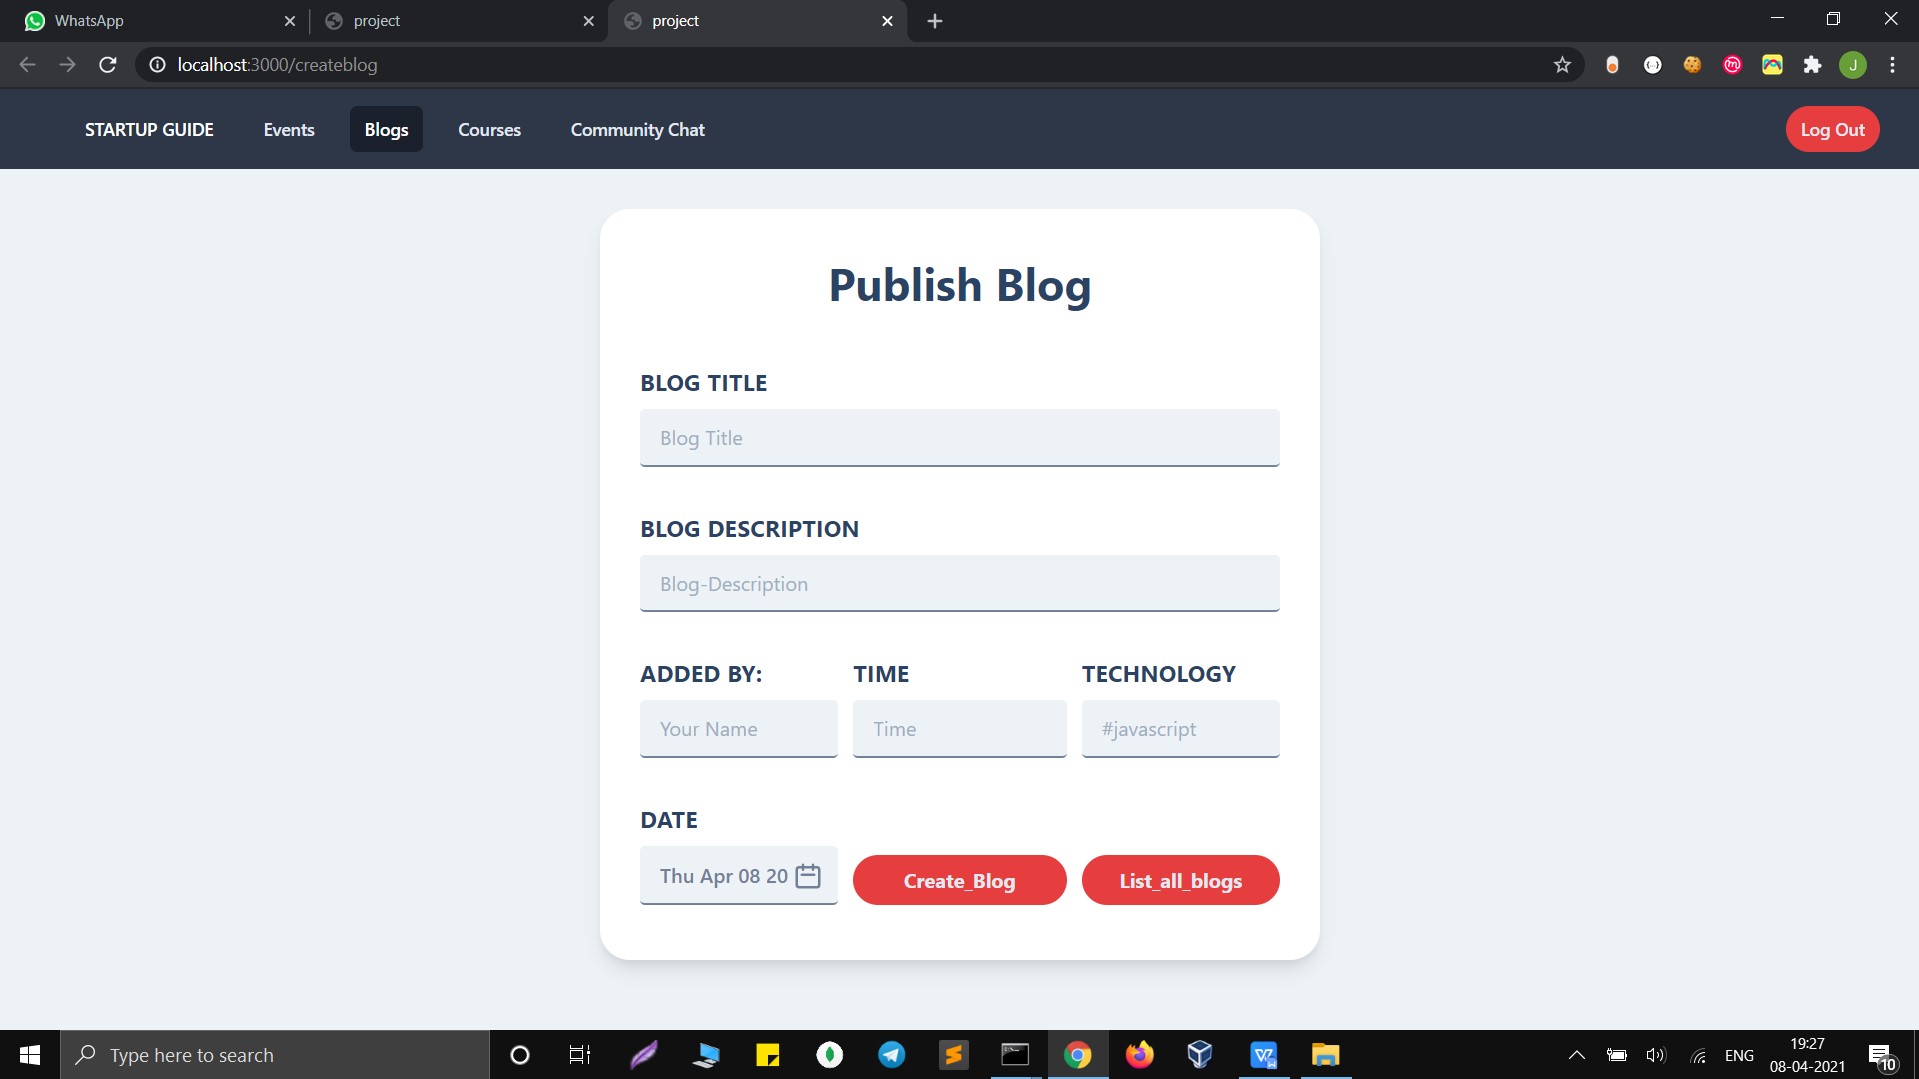 WhatsApp
project
project
localhost:3000/createblog
J
STARTUP GUIDE
Events
Blogs
Courses
Community Chat
Log Out
Publish Blog
BLOG TITLE
Blog Title
BLOG DESCRIPTION
Blog-Description
ADDED BY:
TIME
TECHNOLOGY
Your Name
Time
#javascript
DATE
Thu Apr 08 20
Create_Blog
List_all_blogs
Type here to search
ENG
19:27
08-04-2021
10